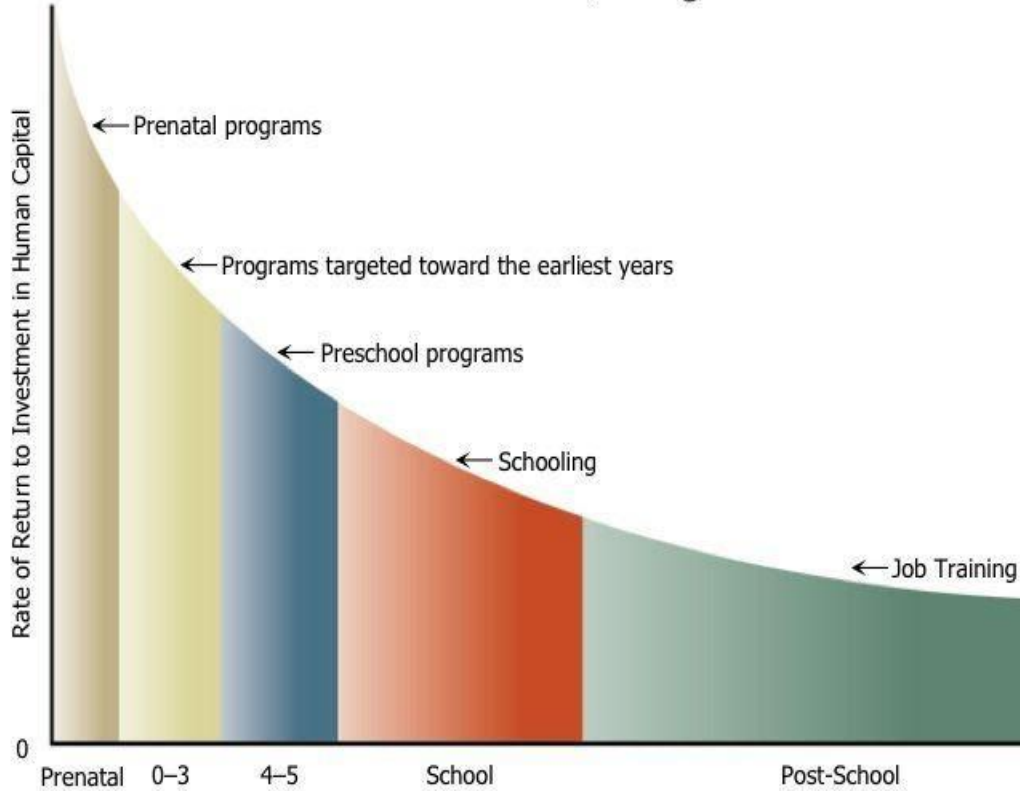 Rate of Return to Investment in Human Capital
Prenatal programs
Programs targeted toward the earliest years
Preschool programs
Schooling
Job Training
0
Prenatal 0–3 4–5 School Post-School